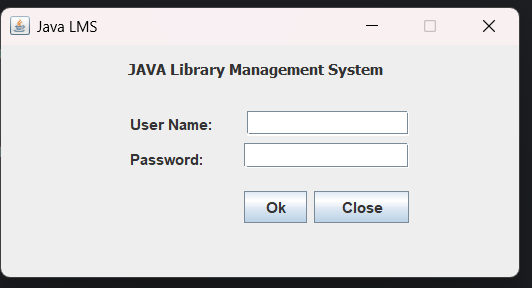 Java LMS
JAVA Library Management System
User Name:
Password:
Ok Close